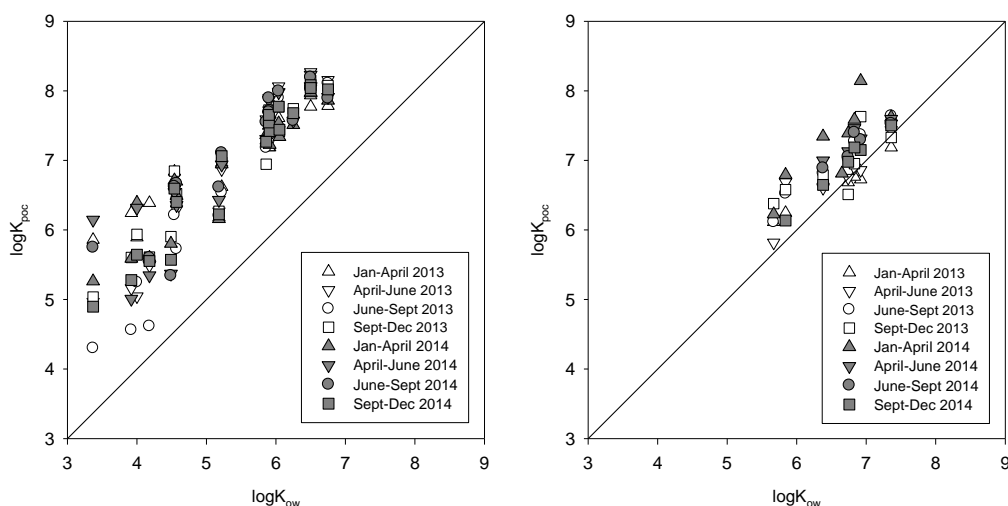 9
8
7
6
5
4
3
logK_poc
3 4 5 6 7 8 9
logK_ow
Jan-April 2013
April-June 2013
June-Sept 2013
Sept-Dec 2013
Jan-April 2014
April-June 2014
June-Sept 2014
Sept-Dec 2014
9
8
7
6
5
4
3
logK_poc
3 4 5 6 7 8 9
logK_ow
Jan-April 2013
April-June 2013
June-Sept 2013
Sept-Dec 2013
Jan-April 2014
April-June 2014
June-Sept 2014
Sept-Dec 2014